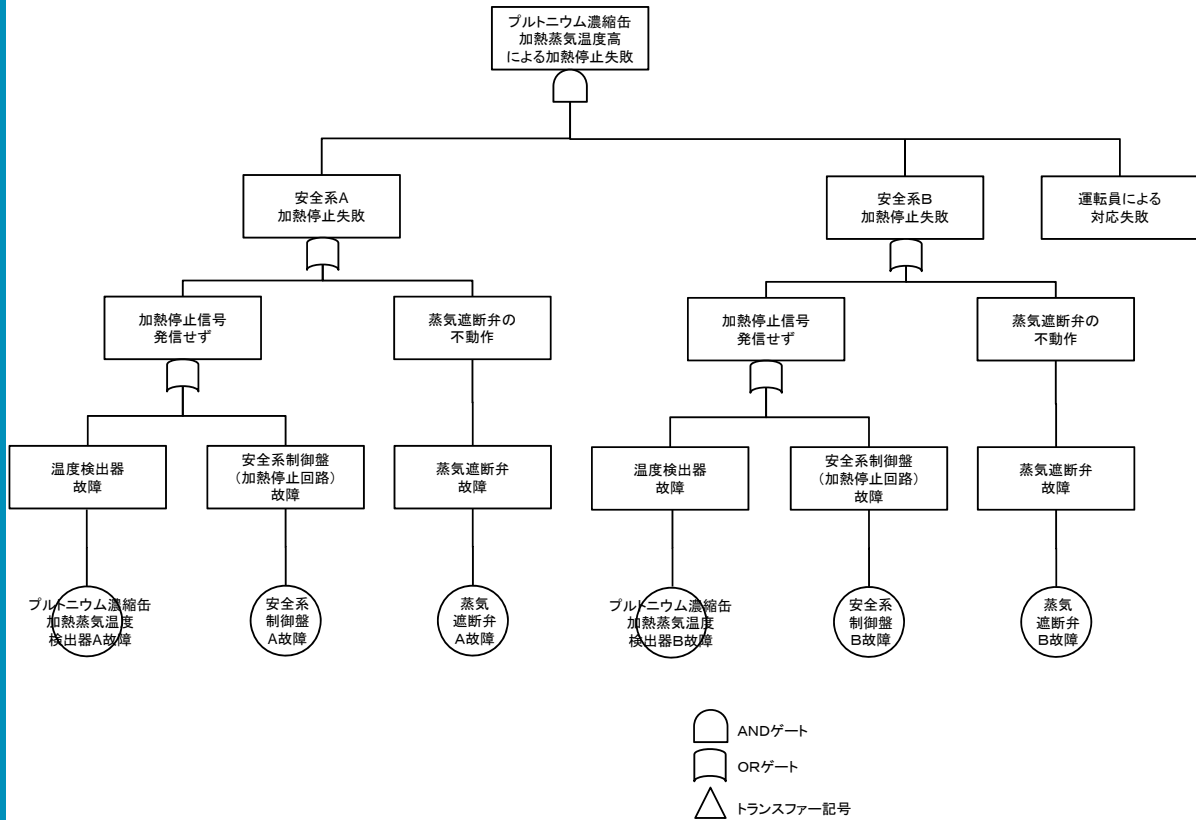 プルトニウム濃縮缶
加熱蒸気温度高
による加熱停止失敗
安全系A
加熱停止失敗
安全系B
加熱停止失敗
運転員による
対応失敗
加熱停止信号
発信せず
蒸気遮断弁の
不動作
加熱停止信号
発信せず
蒸気遮断弁の
不動作
温度検出器
故障
安全系制御盤
(加熱停止回路)
故障
蒸気遮断弁
故障
温度検出器
故障
安全系制御盤
(加熱停止回路)
故障
蒸気遮断弁
故障
プルトニウム濃縮缶
加熱蒸気温度
検出器A故障
安全系
制御盤
A故障
蒸気
遮断弁
A故障
プルトニウム濃縮缶
加熱蒸気温度
検出器B故障
安全系
制御盤
B故障
蒸気
遮断弁
B故障
ANDゲート
ORゲート
トランスファー記号